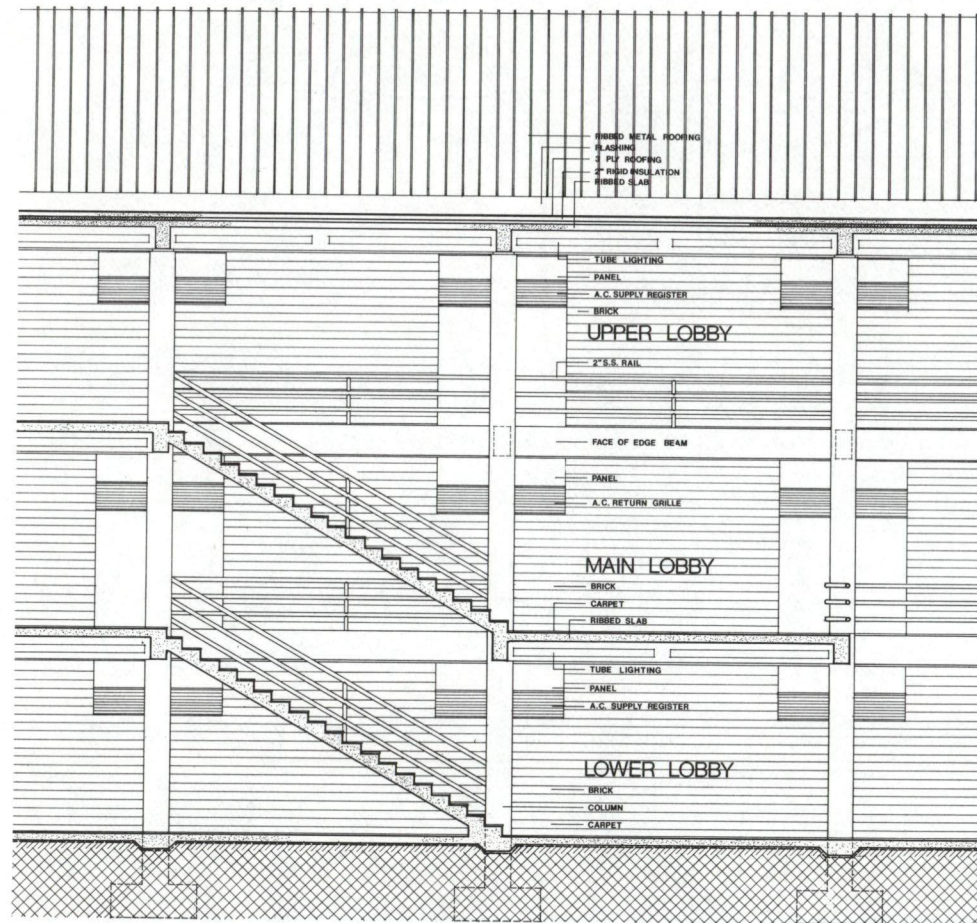 RIBBED METAL ROOFING
FLASHING
3 PLY ROOFING
2" RIGID INSULATION
RIBBED SLAB
TUBE LIGHTING
PANEL
A.C. SUPPLY REGISTER
BRICK
UPPER LOBBY
2" S.S. RAIL
FACE OF EDGE BEAM
PANEL
A.C. RETURN GRILLE
MAIN LOBBY
BRICK
CARPET
RIBBED SLAB
TUBE LIGHTING
PANEL
A.C. SUPPLY REGISTER
LOWER LOBBY
BRICK
COLUMN
CARPET